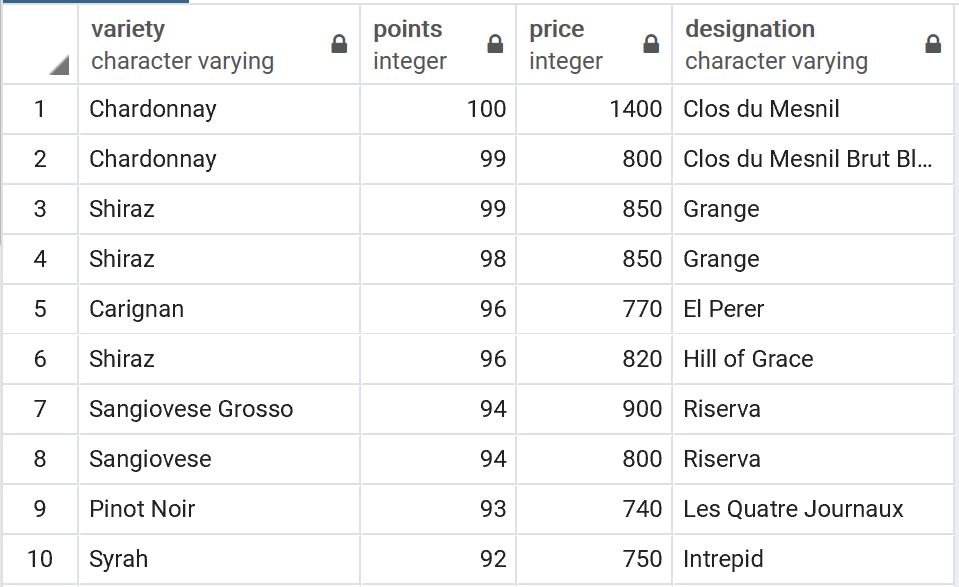 variety points price designation
character varying integer integer character varying
1 Chardonnay 100 1400 Clos du Mesnil
2 Chardonnay 99 800 Clos du Mesnil Brut Bl...
3 Shiraz 99 850 Grange
4 Shiraz 98 850 Grange
5 Carignan 96 770 El Perer
6 Shiraz 96 820 Hill of Grace
7 Sangiovese Grosso 94 900 Riserva
8 Sangiovese 94 800 Riserva
9 Pinot Noir 93 740 Les Quatre Journaux
10 Syrah 92 750 Intrepid